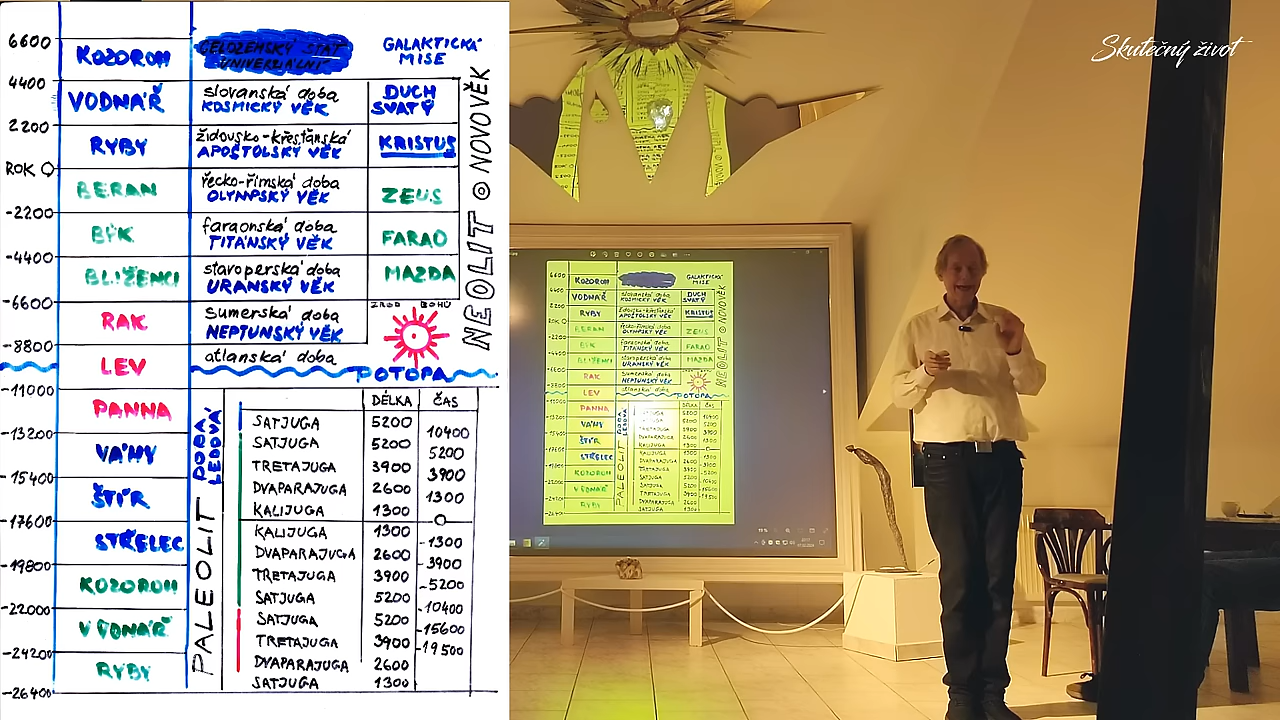 6600 KOZOROH CELOZEMSKÝ STÁT UNIVERSÁLNÍ GALAKTICKÁ MISE
4400 VODNÁŘ slovanská doba KOSMICKÝ VĚK DUCH SVATÝ
2200 RYBY židovsko-křesťanská APOŠTOLSKÝ VĚK KRISTUS
ROK O
BERAN řecko-římská doba OLYMPSKÝ VĚK ZEUS
-2200 BÝK faraonská doba TITÁNSKÝ VĚK FARAO
-4400 BLÍŽENCI staroperská doba URANSKÝ VĚK MAZDA
-6600 RAK sumerská doba NEPTUNSKÝ VĚK ZROD BOHŮ
-8800 LEV atlanská doba
NEOLIT NOVOVĚK
POTOPA
-11000
PANNA
-13200
VÁHY
-15400
ŠTÍR
-17600
STŘELEC
-19800
KOZOROH
-22000
VODNÁŘ
-24200
RYBY
-26400
PALEOLIT DOBA LEDOVÁ
DÉLKA ČAS
SATJUGA 5200
10400
SATJUGA 5200
5200
TRETAJUGA 3900
3900
DVAPARAJUGA 2600
1300
KALIJUGA 1300
O
KALIJUGA 1300
-1300
DVAPARAJUGA 2600
-3900
TRETAJUGA 3900
-5200
SATJUGA 5200
-10400
SATJUGA 5200
-15600
TRETAJUGA 3900
-19500
DVAPARAJUGA 2600
SATJUGA 1300
Skutečný život